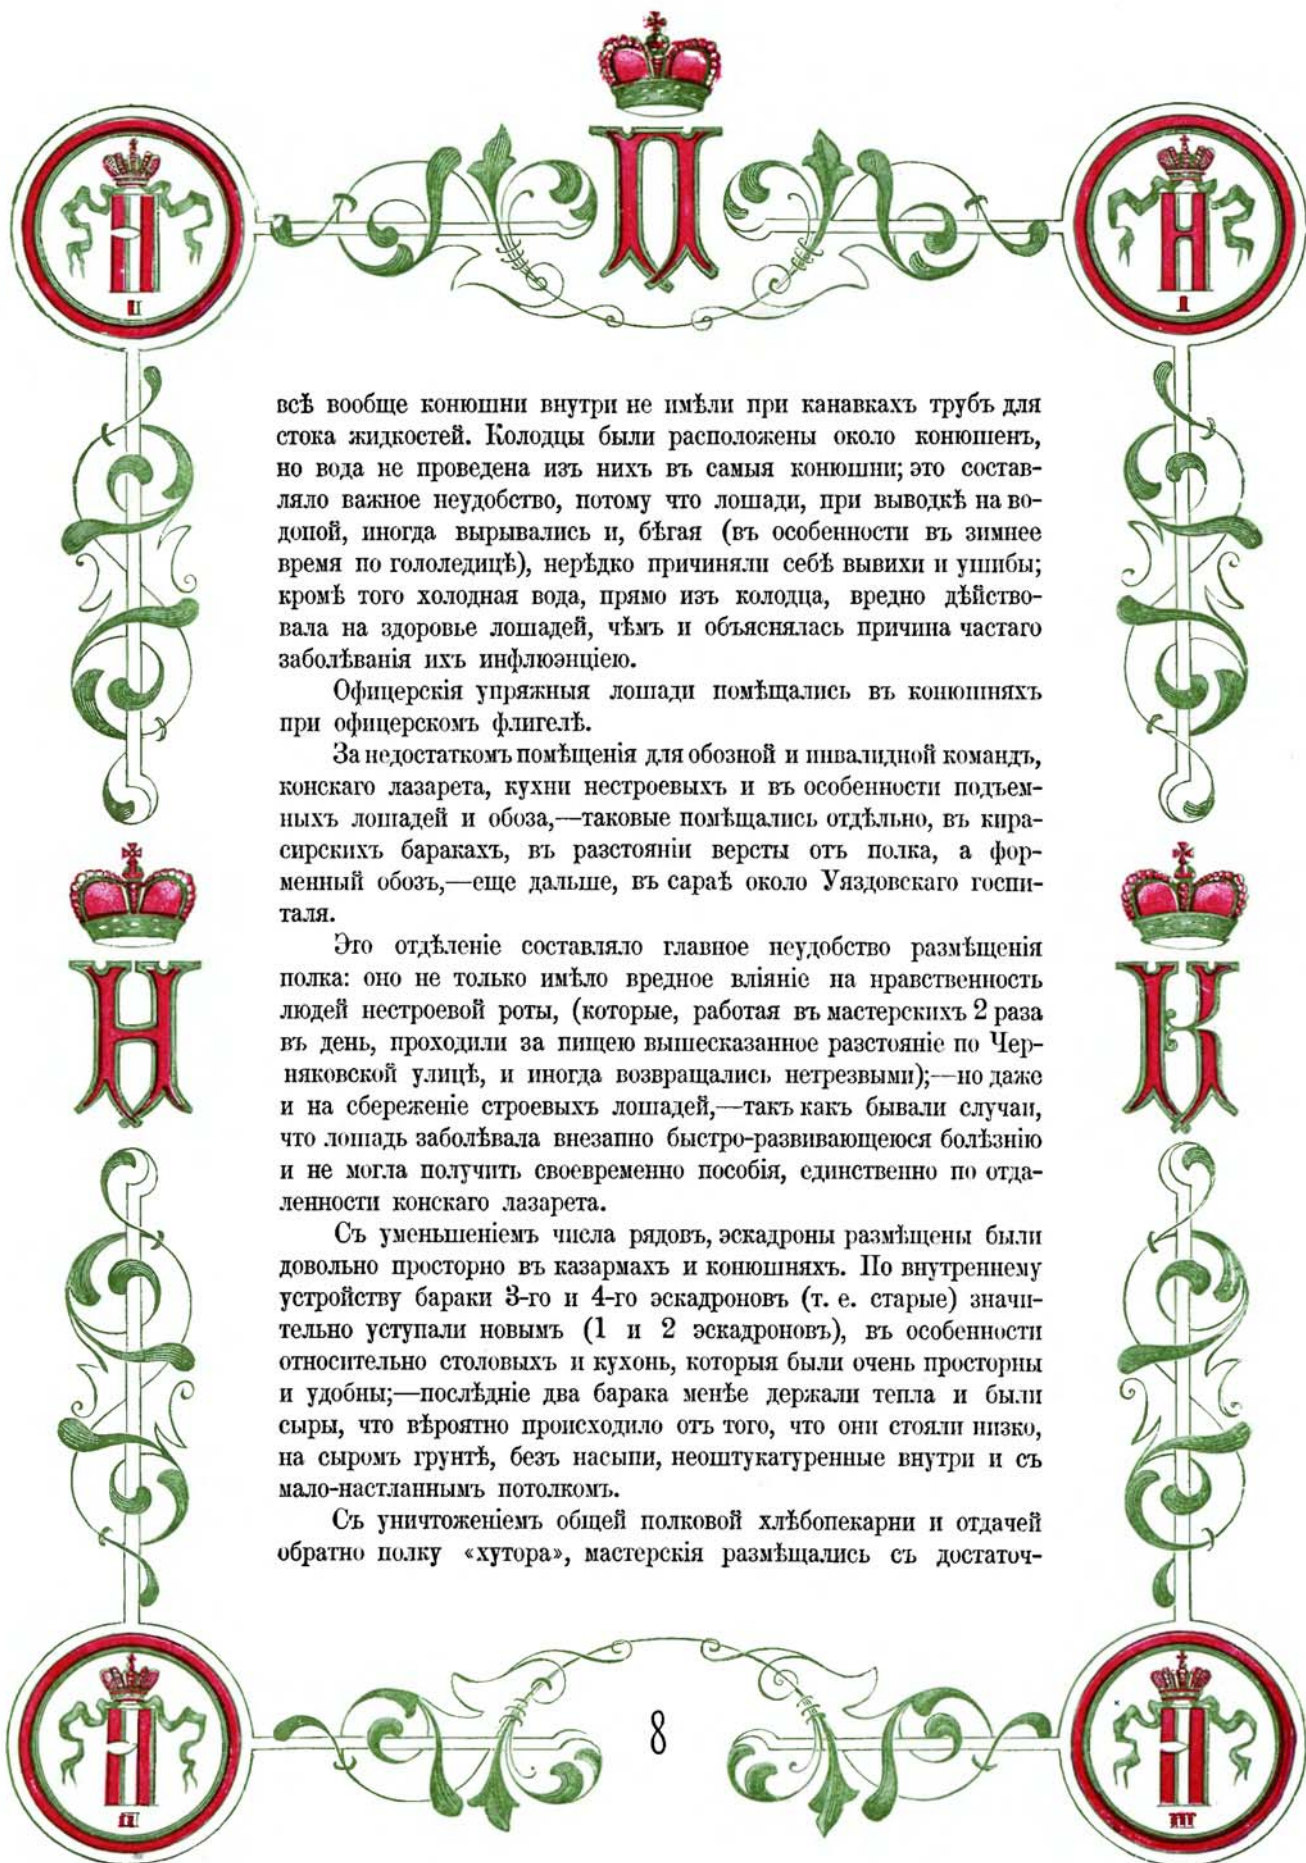 П
II
I
всѣ вообще конюшни внутри не имѣли при канавкахъ трубъ для
стока жидкостей. Колодцы были расположены около конюшенъ,
но вода не проведена изъ нихъ въ самыя конюшни; это состав-
ляло важное неудобство, потому что лошади, при выводкѣ на во-
допой, иногда вырывались и, бѣгая (въ особенности въ зимнее
время по гололедицѣ), нерѣдко причиняли себѣ вывихи и ушибы;
кромѣ того холодная вода, прямо изъ колодца, вредно дѣйство-
вала на здоровье лошадей, чѣмъ и объяснялась причина частаго
заболѣванія ихъ инфлюэнціею.
Офицерскія упряжныя лошади помѣщались въ конюшняхъ
при офицерскомъ флигелѣ.
За недостаткомъ помѣщенія для обозной и инвалидной командъ,
конскаго лазарета, кухни нестроевыхъ и въ особенности подъем-
ныхъ лошадей и обоза,—таковые помѣщались отдѣльно, въ кира-
сирскихъ баракахъ, въ разстояніи версты отъ полка, а фор-
менный обозъ,—еще дальше, въ сараѣ около Уяздовскаго госпи-
таля.
Это отдѣленіе составляло главное неудобство размѣщенія
полка: оно не только имѣло вредное вліяніе на нравственность
людей нестроевой роты, (которые, работая въ мастерскихъ 2 раза
въ день, проходили за пищею вышесказанное разстояніе по Чер-
няковской улицѣ, и иногда возвращались нетрезвыми);—но даже
и на сбереженіе строевыхъ лошадей,—такъ какъ бывали случаи,
что лошадь заболѣвала внезапно быстро-развивающеюся болѣзнію
и не могла получить своевременно пособія, единственно по отда-
ленности конскаго лазарета.
Съ уменьшеніемъ числа рядовъ, эскадроны размѣщены были
довольно просторно въ казармахъ и конюшняхъ. По внутреннему
устройству бараки 3-го и 4-го эскадроновъ (т. е. старые) значи-
тельно уступали новымъ (1 и 2 эскадроновъ), въ особенности
относительно столовыхъ и кухонь, которыя были очень просторны
и удобны;—послѣдніе два барака менѣе держали тепла и были
сыры, что вѣроятно происходило отъ того, что они стояли низко,
на сыромъ грунтѣ, безъ насыпи, неоштукатуренные внутри и съ
мало-настланнымъ потолкомъ.
Съ уничтоженіемъ общей полковой хлѣбопекарни и отдачей
обратно полку «хутора», мастерскія размѣщались съ достаточ-
Н
К
8
III